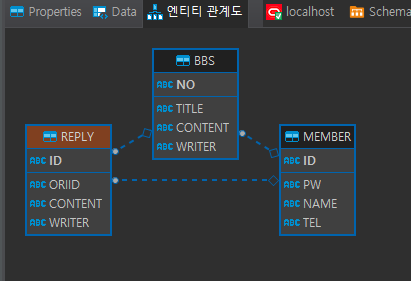 Properties Data 엔티티 관계도 localhost Schema
BBS
ABC NO
ABC TITLE
ABC CONTENT
ABC WRITER
REPLY
ABC ID
ABC ORIID
ABC CONTENT
ABC WRITER
MEMBER
ABC ID
ABC PW
ABC NAME
ABC TEL